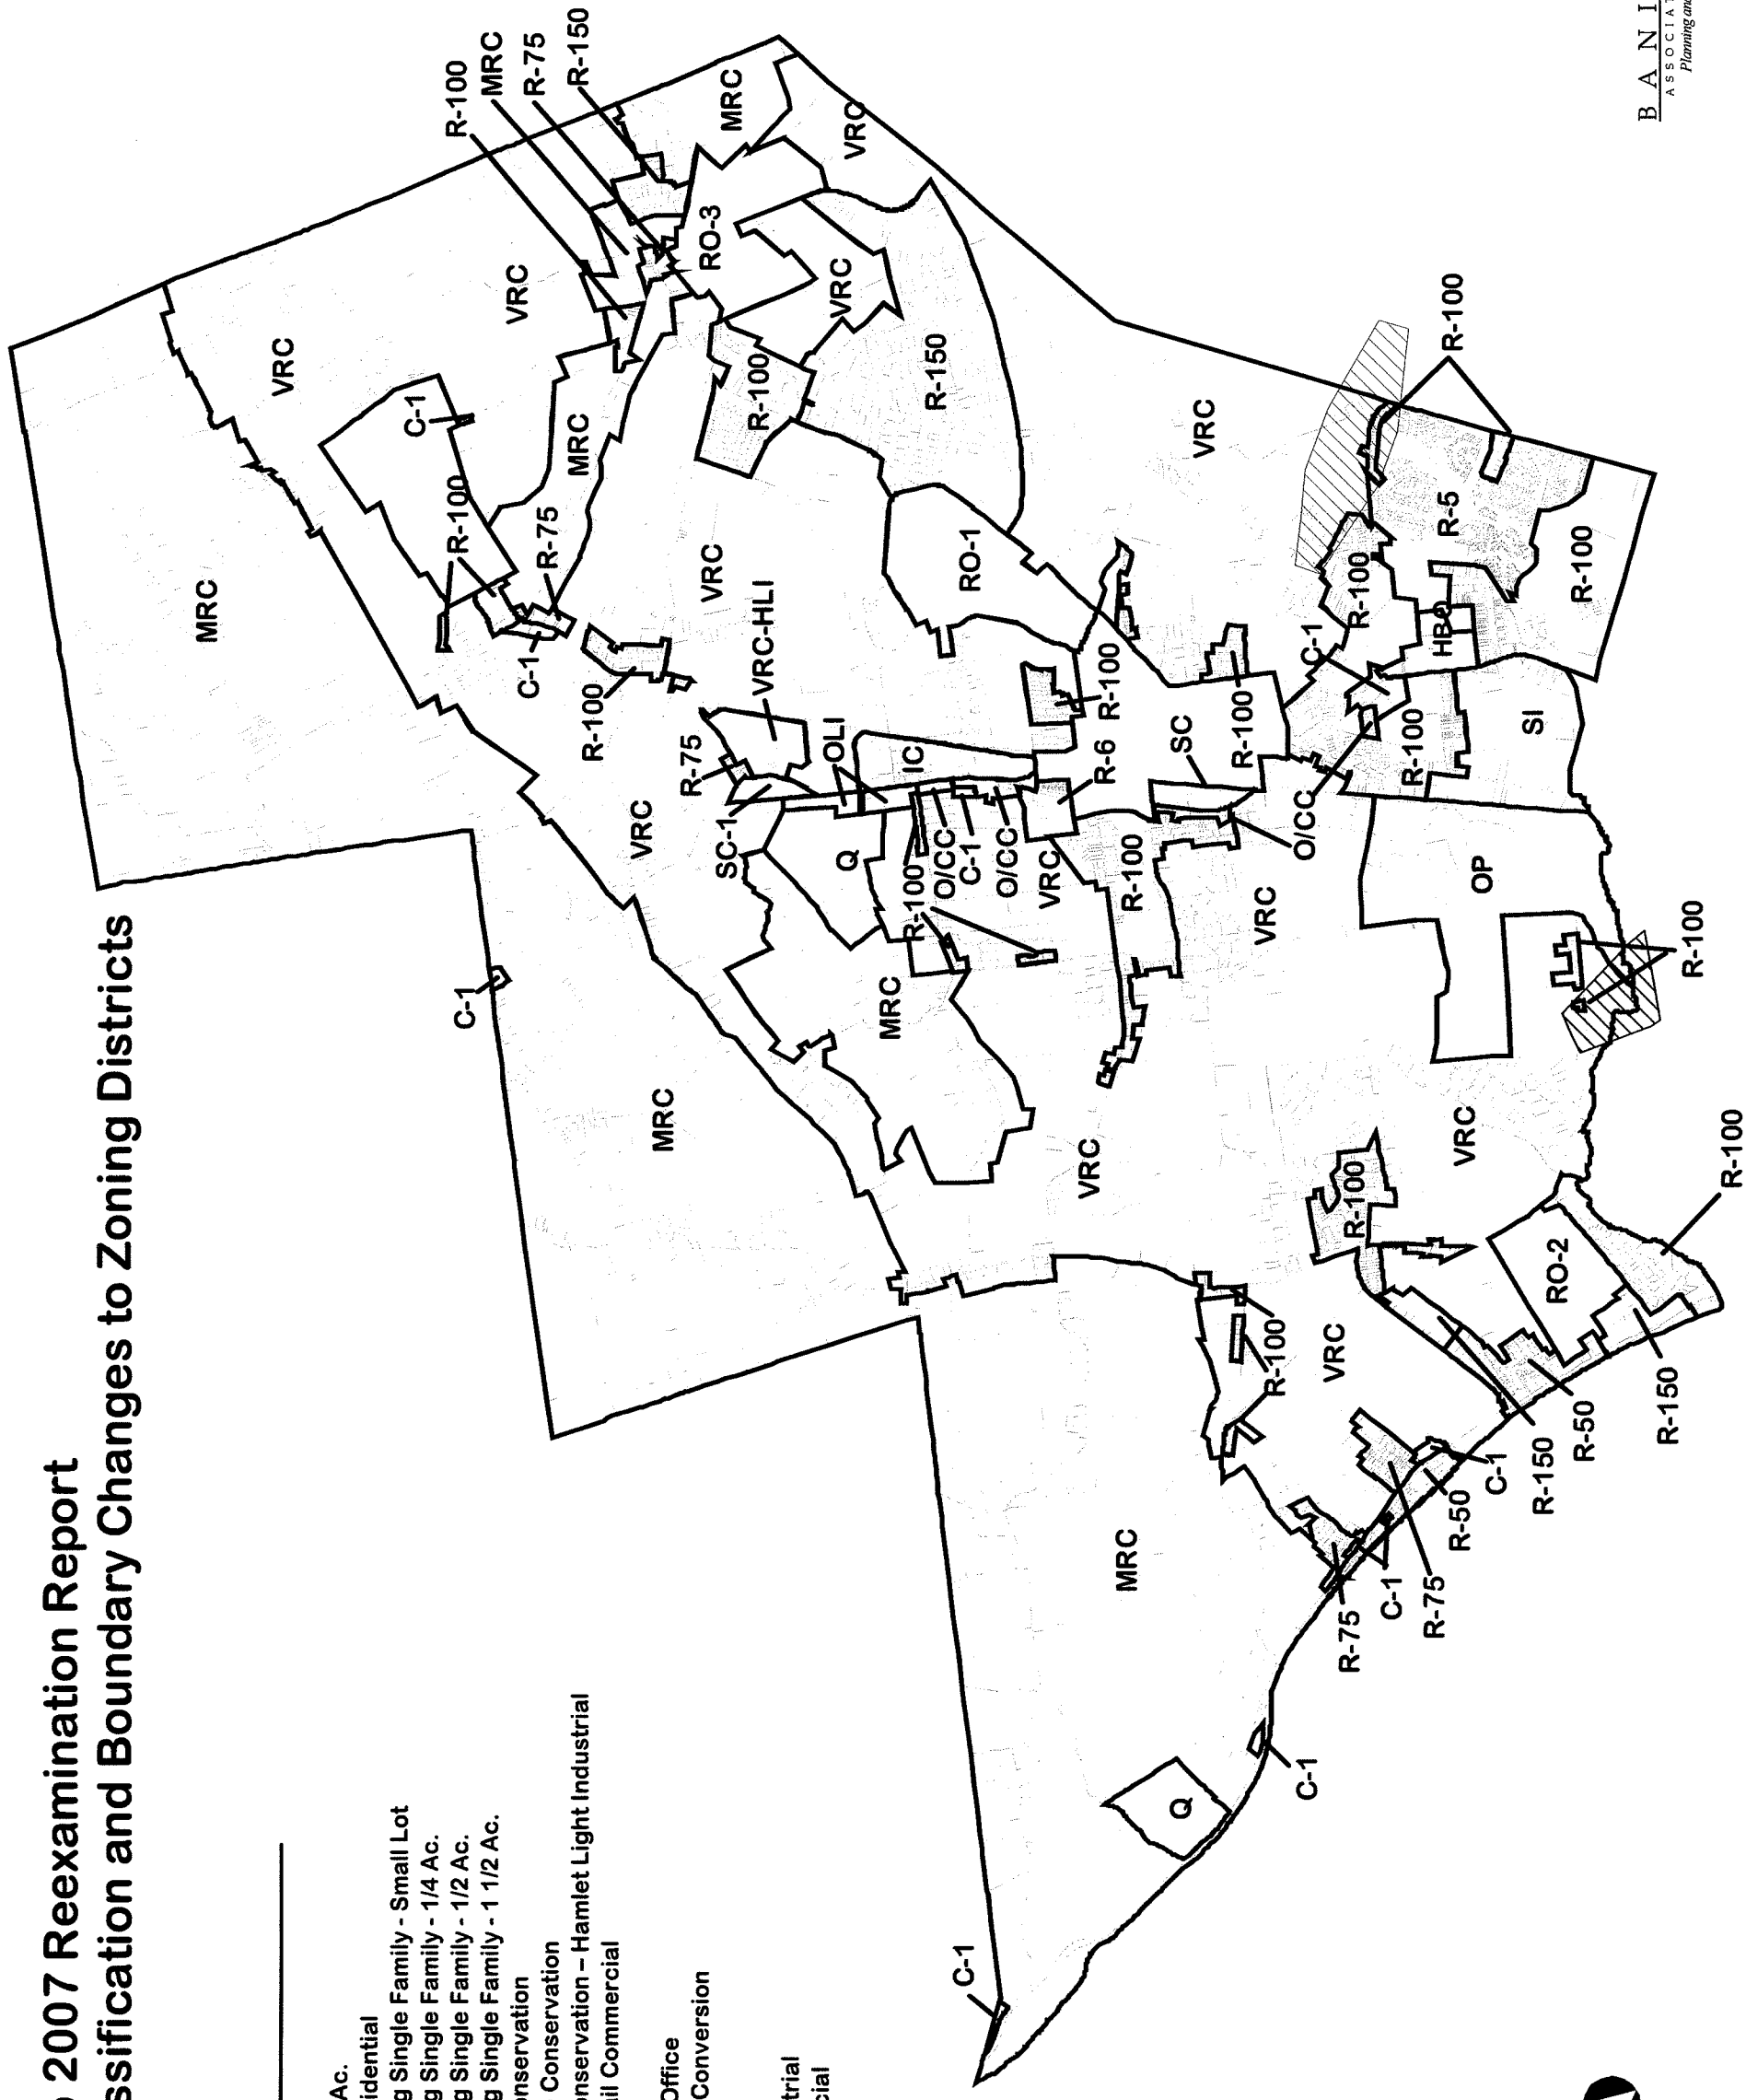 2007 Reexamination Report
ssification and Boundary Changes to Zoning Districts
Ac.
idential
g Single Family - Small Lot
g Single Family - 1/4 Ac.
g Single Family - 1/2 Ac.
g Single Family - 1 1/2 Ac.
nservation
Conservation
onservation – Hamlet Light Industrial
il Commercial
Office
Conversion
trial
cial
C-1
Q
C-1
MRC
R-75
C-1
R-75
R-50
C-1
R-150
R-50
R-150
R-100
VRC
R-100
RO-2
R-100
VRC
VRC
MRC
C-1
MRC
R-100
OP
R-100
VRC
R-100
VRC
O/CC
C-1
O/CC
R-100
Q
SC-1
VRC
R-75
OLI
IC
R-6
SC
O/CC
R-100
SI
R-100
R-100
VRC-HLI
R-100
C-1
R-75
R-100
MRC
VRC
RO-1
C-1
R-100
HBO
R-5
R-100
R-100
VRC
R-150
R-100
MRC
C-1
VRC
VRC
VRC
RO-3
VRC
MRC
R-100
MRC
R-75
R-150
B A N I
A S S O C I A T
Planning and